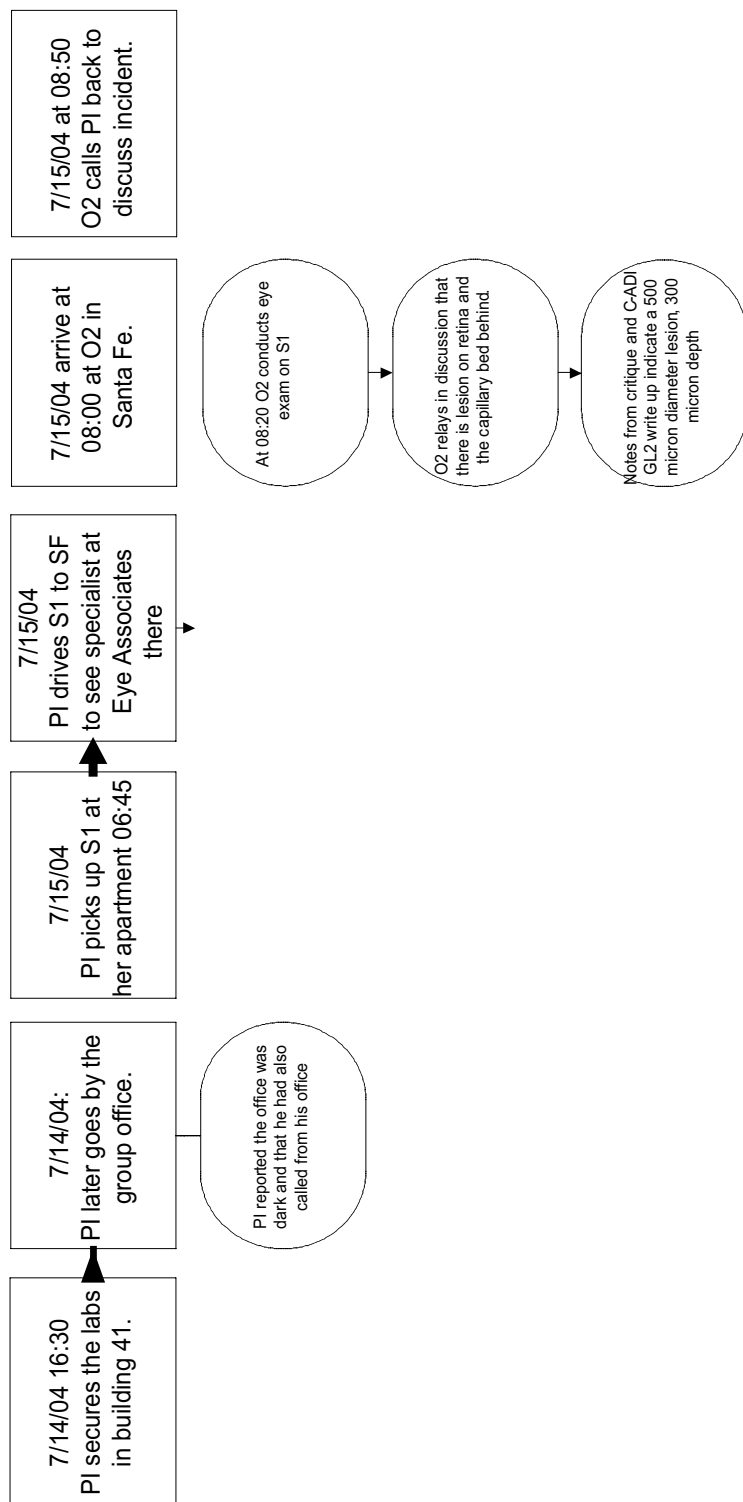 7/14/04 16:30
PI secures the labs
in building 41.
7/14/04:
PI later goes by the
group office.
PI reported the office was
dark and that he had also
called from his office
7/15/04
PI picks up S1 at
her apartment 06:45
7/15/04
PI drives S1 to SF
to see specialist at
Eye Associates
there
7/15/04 arrive at
08:00 at O2 in
Santa Fe.
At 08:20 O2 conducts eye
exam on S1
O2 relays in discussion that
there is lesion on retina and
the capillary bed behind.
Notes from critique and C-ADI
GL2 write up indicate a 500
micron diameter lesion, 300
micron depth
7/15/04 at 08:50
O2 calls PI back to
discuss incident.